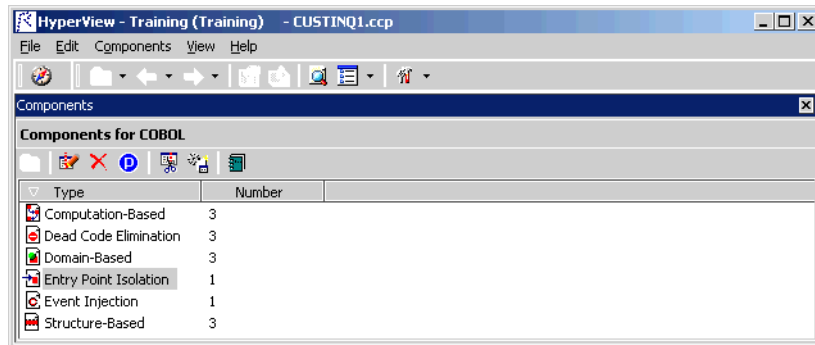 HyperView - Training (Training) - CUSTINQ1.ccp
File Edit Components View Help
Components
Components for COBOL
Type Number
Computation-Based 3
Dead Code Elimination 3
Domain-Based 3
Entry Point Isolation 1
Event Injection 1
Structure-Based 3